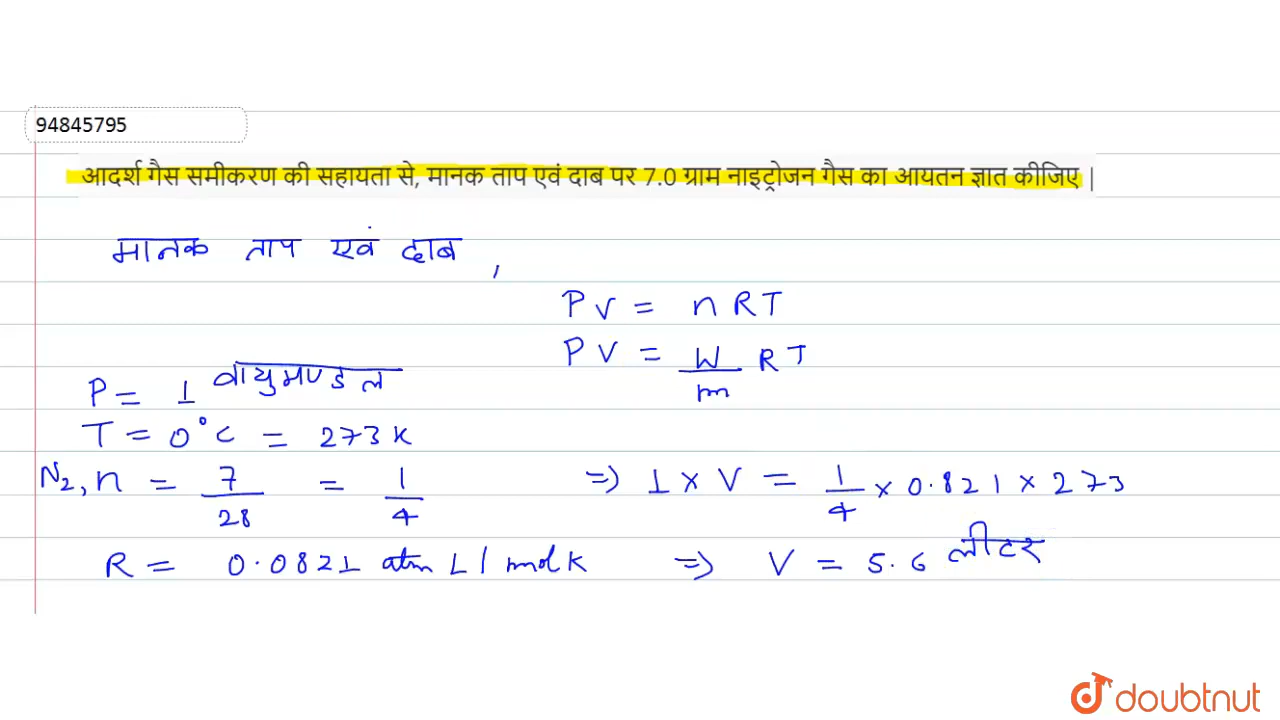 94845795
आदर्श गैस समीकरण की सहायता से, मानक ताप एवं दाब पर 7.0 ग्राम नाइट्रोजन गैस का आयतन ज्ञात कीजिए |
मानक ताप एवं दाब,
PV = nRT
PV = W/m RT
P = 1 वायुमण्डल
T = 0°C = 273 K
N₂, n = 7/28 = 1/4
=> 1 × V = 1/4 × 0.821 × 273
R = 0.0821 atm L / mol K
=> V = 5.6 लीटर
doubtnut